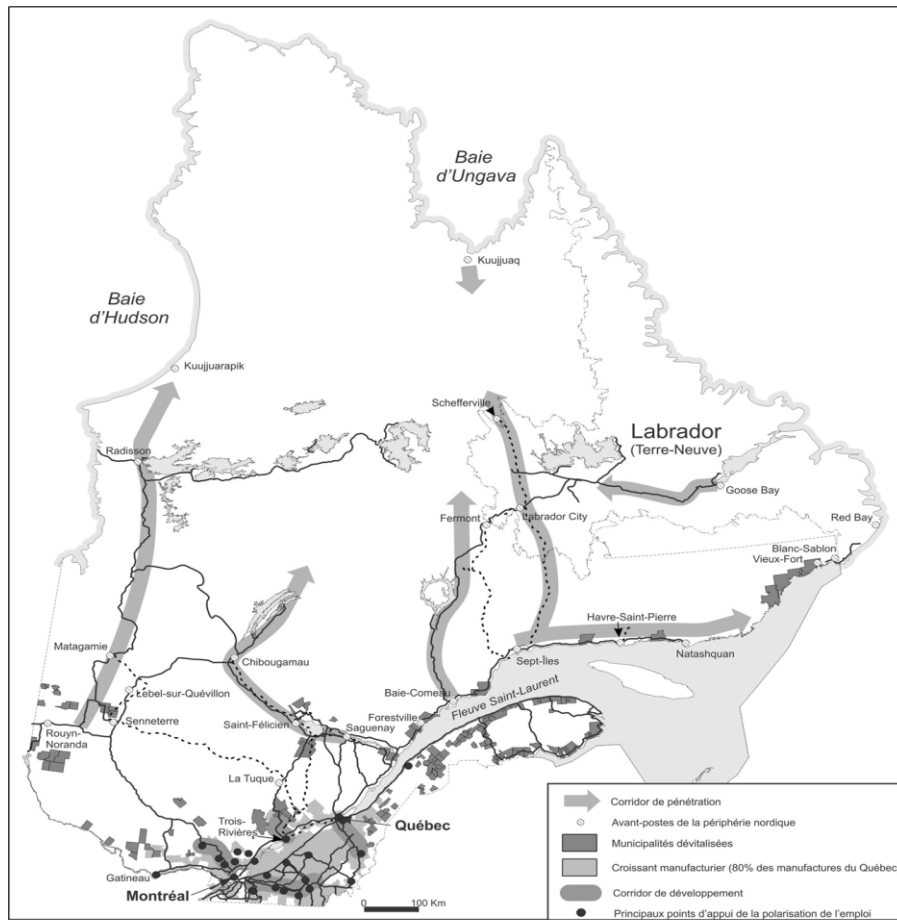 Baie
d'Ungava
Kuujjuaq
Baie
d'Hudson
Kuujjuarapik
Schefferville
Labrador
(Terre-Neuve)
Radisson
Goose Bay
Fermont
Labrador City
Red Bay
Blanc-Sablon
Vieux-Fort
Havre-Saint-Pierre
Matagamie
Chibougamau
Sept-Îles
Natashquan
Lebel-sur-Quévillon
Baie-Comeau
Fleuve Saint-Laurent
Senneterre
Saint-Félicien
Forestville
Saguenay
Rouyn-
Noranda
La Tuque
Trois-
Rivières
Québec
Gatineau
Montréal
0 100 Km
Corridor de pénétration
Avant-postes de la périphérie nordique
Municipalités dévitalisées
Croissant manufacturier (80% des manufactures du Québec
Corridor de développement
Principaux points d'appui de la polarisation de l'emploi